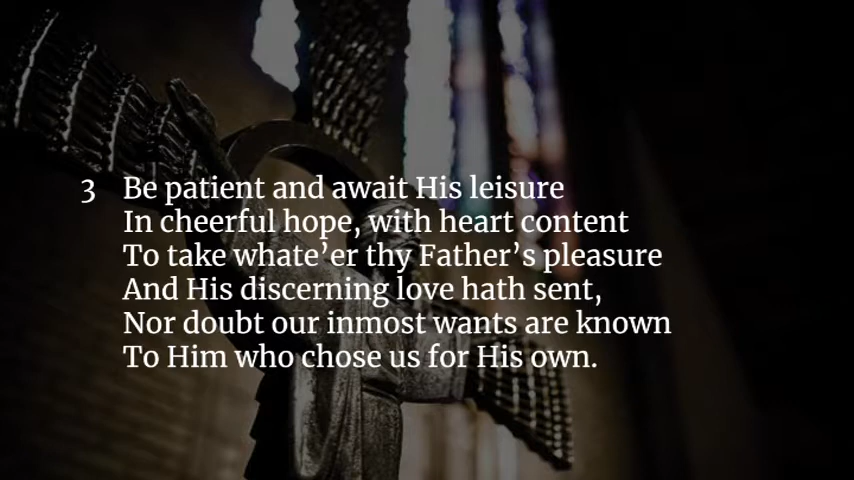 3 Be patient and await His leisure
In cheerful hope, with heart content
To take whate’er thy Father’s pleasure
And His discerning love hath sent,
Nor doubt our inmost wants are known
To Him who chose us for His own.